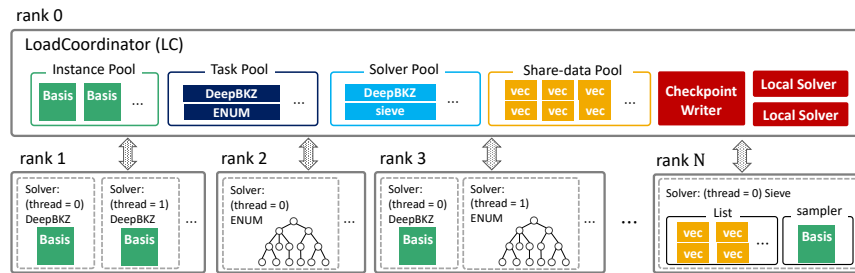 rank 0
LoadCoordinator (LC)
Instance Pool
Basis Basis ...
Task Pool
DeepBKZ
ENUM
...
Solver Pool
DeepBKZ
sieve
...
Share-data Pool
vec vec vec
vec vec vec
...
Checkpoint
Writer
Local Solver
Local Solver
rank 1
Solver:
(thread = 0)
DeepBKZ
Basis
Solver:
(thread = 1)
DeepBKZ
Basis
...
rank 2
Solver:
(thread = 0)
ENUM
...
rank 3
Solver:
(thread = 0)
DeepBKZ
Basis
Solver:
(thread = 1)
ENUM
...
...
rank N
Solver: (thread = 0) Sieve
List
vec vec
vec vec
...
sampler
Basis